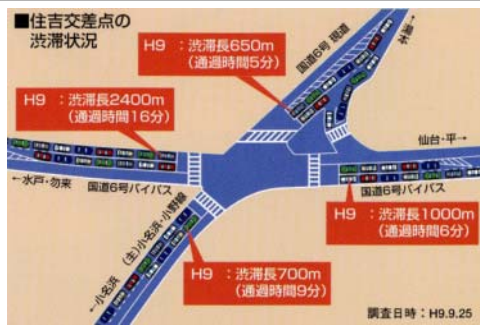 ■住吉交差点の
渋滞状況
H9 ：渋滞長650m
(通過時間5分)
国道6号 現道
H9 ：渋滞長2400m
(通過時間16分)
仙台・平→
←水戸・勿来
国道6号バイパス
国道6号バイパス
(主)小名浜・小野線
←小名浜
H9 ：渋滞長1000m
(通過時間6分)
H9 ：渋滞長700m
(通過時間9分)
調査日時：H9.9.25